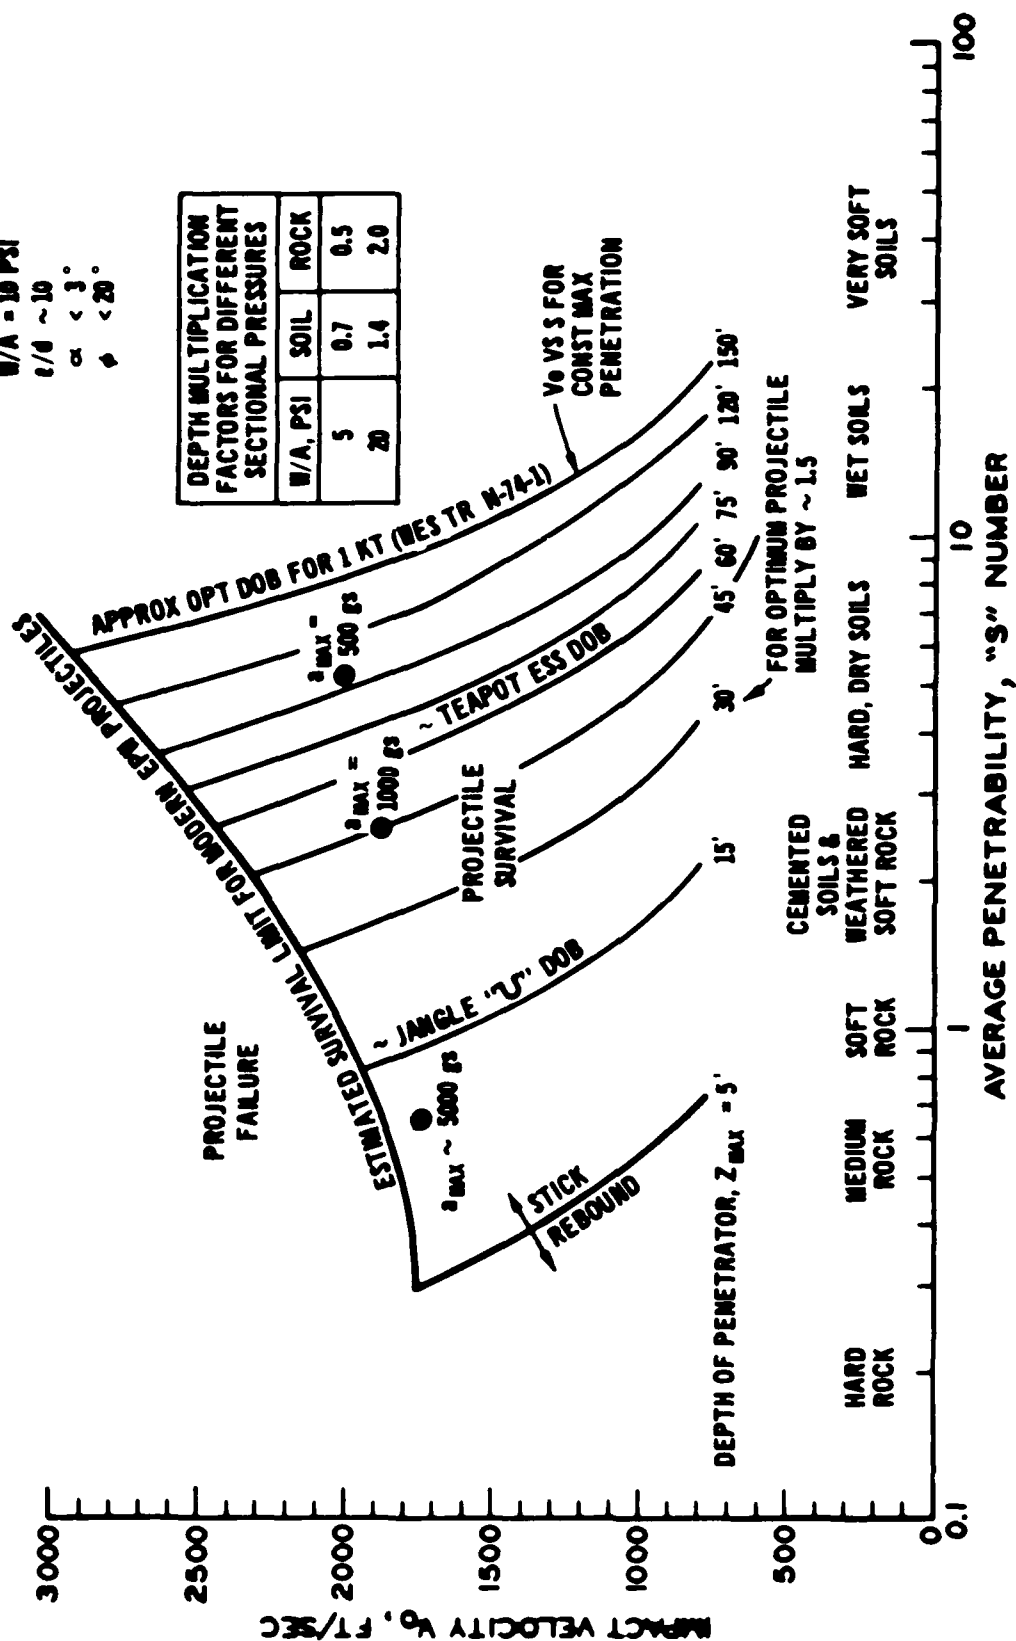 W/A = 10 PSI
ℓ/d ~10
α < 3°
ϕ < 20°
DEPTH MULTIPLICATION
FACTORS FOR DIFFERENT
SECTIONAL PRESSURES
W/A, PSI SOIL ROCK
5 0.7 0.5
20 1.4 2.0
ESTIMATED SURVIVAL LIMIT FOR MODERN EPW PROJECTILES
APPROX OPT DOB FOR 1 KT (WES TR N-74-1)
PROJECTILE
FAILURE
a MAX =
500 gs
a MAX =
1000 gs
a MAX ~ 5000 gs
~ TEAPOT ESS DOB
~ JANGLE "U" DOB
PROJECTILE
SURVIVAL
V₀ VS S FOR
CONST MAX
PENETRATION
STICK
REBOUND
DEPTH OF PENETRATOR, Z MAX = 5'
15'
30'
45'
60'
75'
90'
120'
150'
FOR OPTIMUM PROJECTILE
MULTIPLY BY ~ 1.5
HARD
ROCK
MEDIUM
ROCK
SOFT
ROCK
CEMENTED
SOILS &
WEATHERED
SOFT ROCK
HARD, DRY SOILS
WET SOILS
VERY SOFT
SOILS
3000
2500
2000
1500
1000
500
0
IMPACT VELOCITY V₀, FT/SEC
0.1
1
10
100
AVERAGE PENETRABILITY, "S" NUMBER